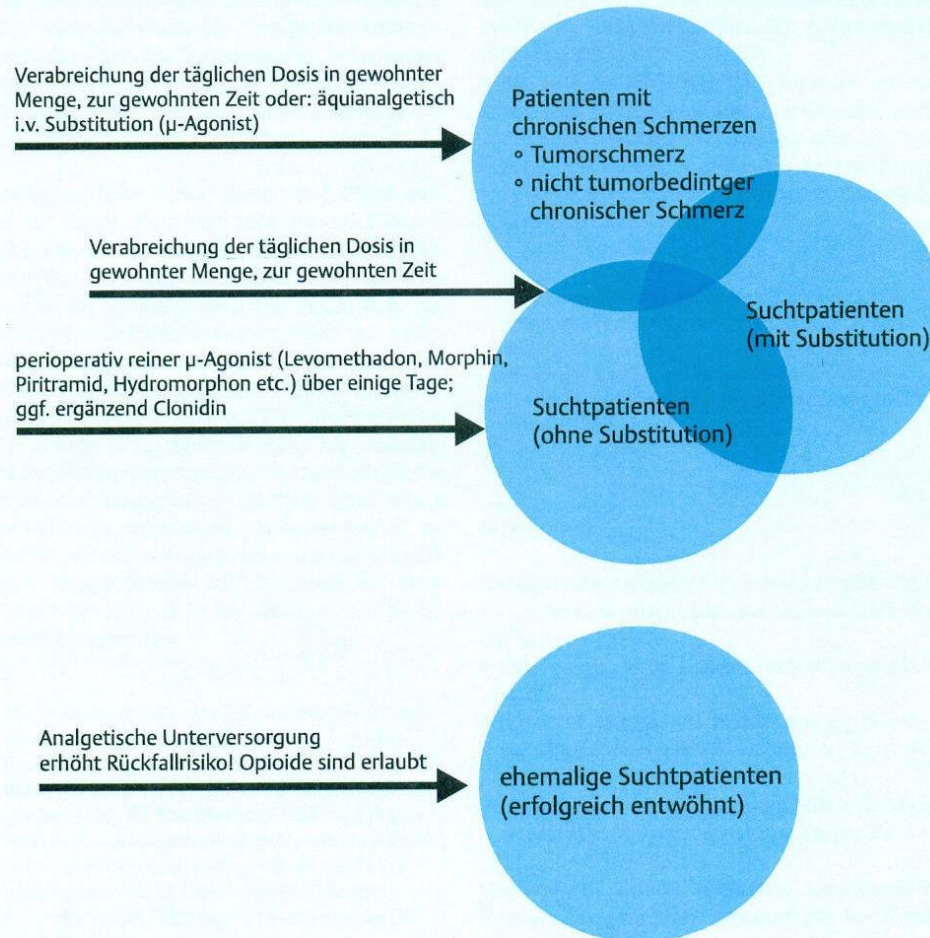 Verabreichung der täglichen Dosis in gewohnter
Menge, zur gewohnten Zeit oder: äquianalgetisch
i.v. Substitution (µ-Agonist)
Patienten mit
chronischen Schmerzen
° Tumorschmerz
° nicht tumorbedintger
chronischer Schmerz
Verabreichung der täglichen Dosis in
gewohnter Menge, zur gewohnten Zeit
Suchtpatienten
(mit Substitution)
perioperativ reiner µ-Agonist (Levomethadon, Morphin,
Piritramid, Hydromorphon etc.) über einige Tage;
ggf. ergänzend Clonidin
Suchtpatienten
(ohne Substitution)
Analgetische Unterversorgung
erhöht Rückfallrisiko! Opioide sind erlaubt
ehemalige Suchtpatienten
(erfolgreich entwöhnt)